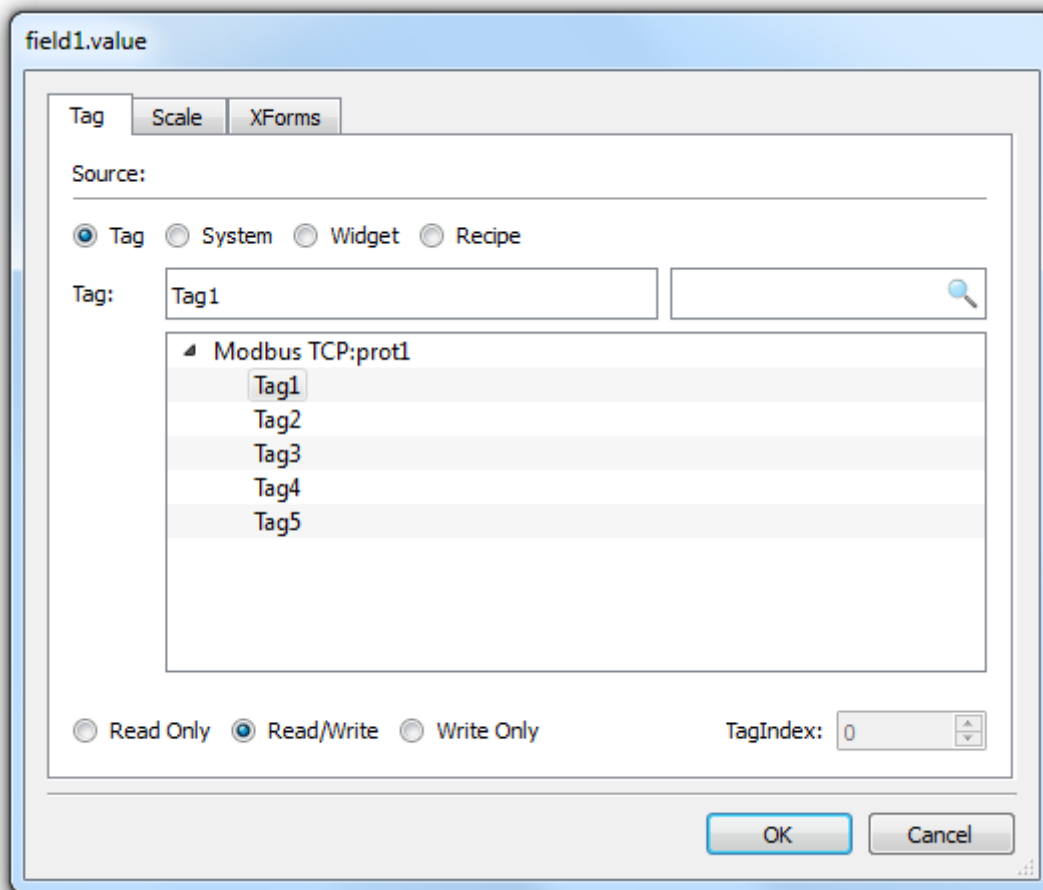 field1.value
Tag Scale XForms
Source:
Tag System Widget Recipe
Tag: Tag1
Modbus TCP:prot1
Tag1
Tag2
Tag3
Tag4
Tag5
Read Only Read/Write Write Only TagIndex: 0
OK Cancel